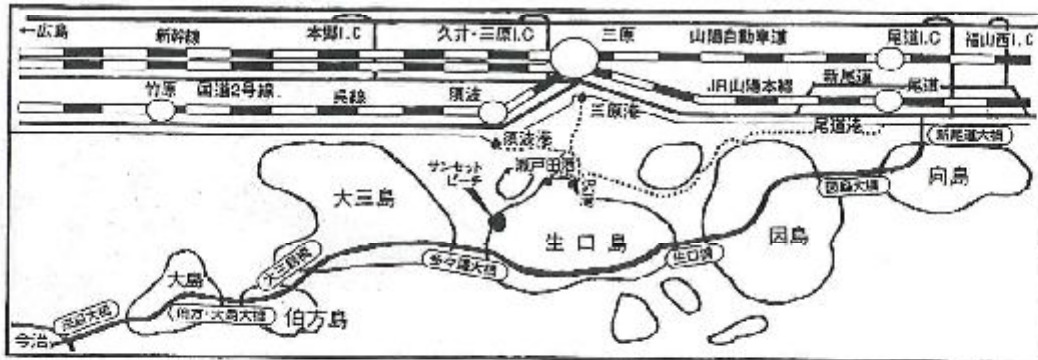 ←広島
新幹線
本郷I.C
久井・三原I.C
三原
山陽自動車道
尾道I.C
福山西I.C
竹原
国道2号線
呉線
須波
JR山陽本線
新尾道
尾道
三原港
尾道港
新尾道大橋
須波港
瀬戸田港
サンセット
ビーチ
大三島
生口島
因島大橋
因島
向島
多々羅大橋
生口橋
大三島橋
大島
伯方・大島大橋
伯方島
今治